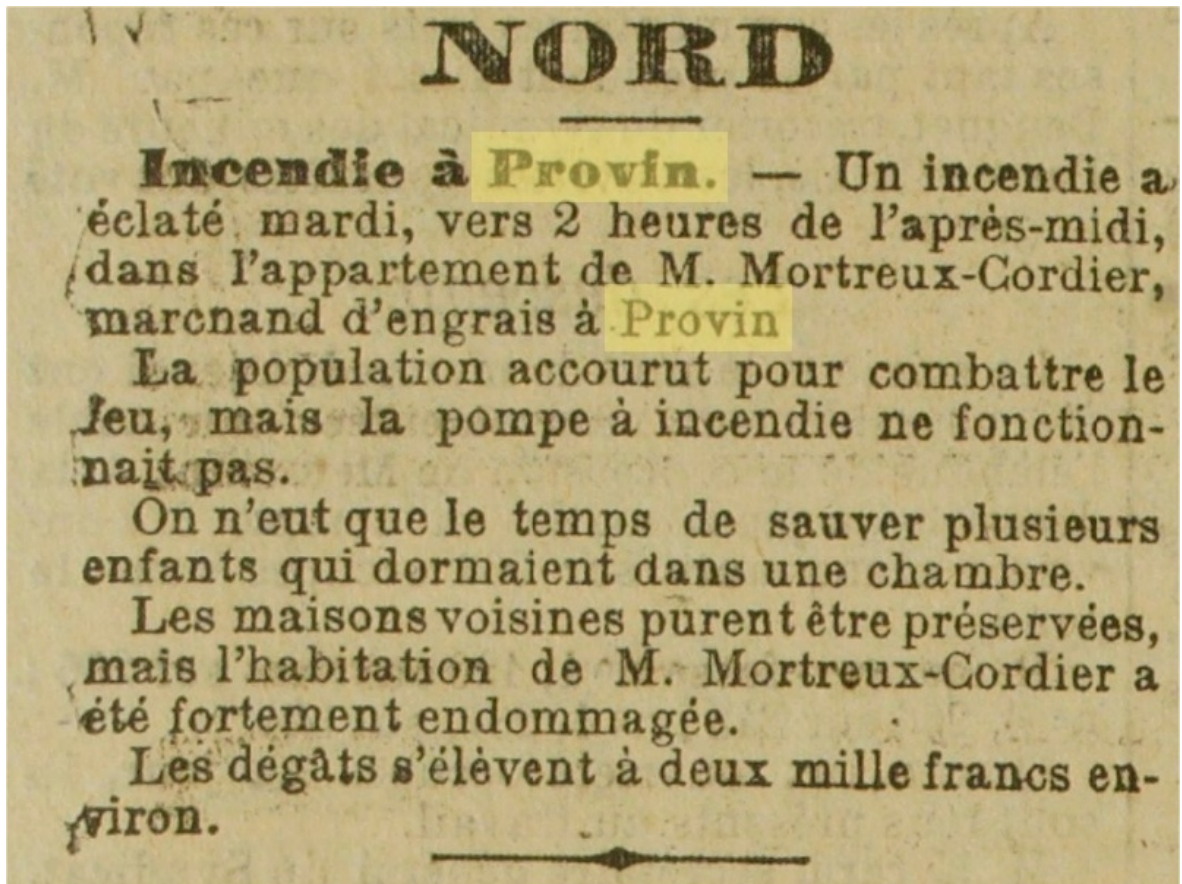 NORD
Incendie à Provin. — Un incendie a
éclaté mardi, vers 2 heures de l'après-midi,
dans l'appartement de M. Mortreux-Cordier,
marcnand d'engrais à Provin
La population accourut pour combattre le
feu, mais la pompe à incendie ne fonction-
nait pas.
On n'eut que le temps de sauver plusieurs
enfants qui dormaient dans une chambre.
Les maisons voisines purent être préservées,
mais l'habitation de M. Mortreux-Cordier a
été fortement endommagée.
Les dégâts s'élèvent à deux mille francs en-
viron.